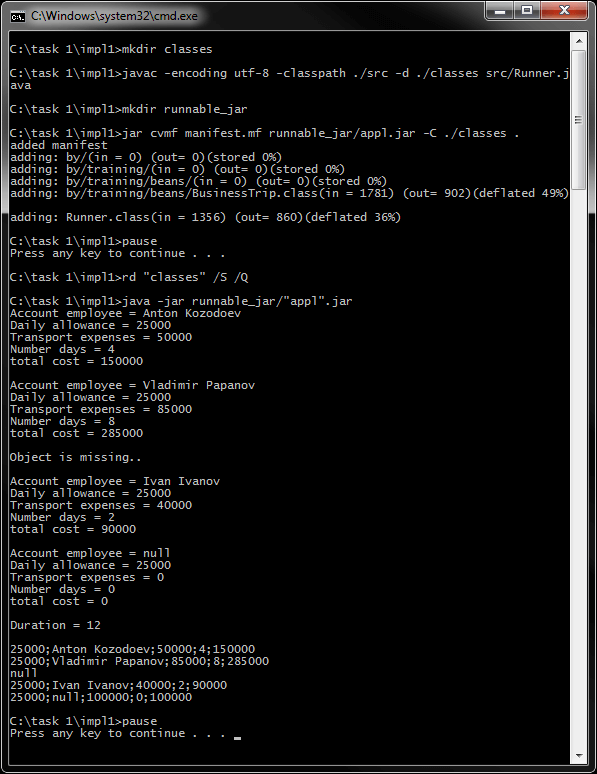 C:\Windows\system32\cmd.exe
C:\task 1\impl1>mkdir classes
C:\task 1\impl1>javac -encoding utf-8 -classpath ./src -d ./classes src/Runner.j
ava
C:\task 1\impl1>mkdir runnable_jar
C:\task 1\impl1>jar cvmf manifest.mf runnable_jar/appl.jar -C ./classes .
added manifest
adding: by/(in = 0) (out= 0)(stored 0%)
adding: by/training/(in = 0) (out= 0)(stored 0%)
adding: by/training/beans/(in = 0) (out= 0)(stored 0%)
adding: by/training/beans/BusinessTrip.class(in = 1781) (out= 902)(deflated 49%)
adding: Runner.class(in = 1356) (out= 860)(deflated 36%)
C:\task 1\impl1>pause
Press any key to continue . . .
C:\task 1\impl1>rd "classes" /S /Q
C:\task 1\impl1>java -jar runnable_jar/"appl".jar
Account employee = Anton Kozodoev
Daily allowance = 25000
Transport expenses = 50000
Number days = 4
total cost = 150000
Account employee = Vladimir Papanov
Daily allowance = 25000
Transport expenses = 85000
Number days = 8
total cost = 285000
Object is missing..
Account employee = Ivan Ivanov
Daily allowance = 25000
Transport expenses = 40000
Number days = 2
total cost = 90000
Account employee = null
Daily allowance = 25000
Transport expenses = 0
Number days = 0
total cost = 0
Duration = 12
25000;Anton Kozodoev;50000;4;150000
25000;Vladimir Papanov;85000;8;285000
null
25000;Ivan Ivanov;40000;2;90000
25000;null;100000;0;100000
C:\task 1\impl1>pause
Press any key to continue . . . _